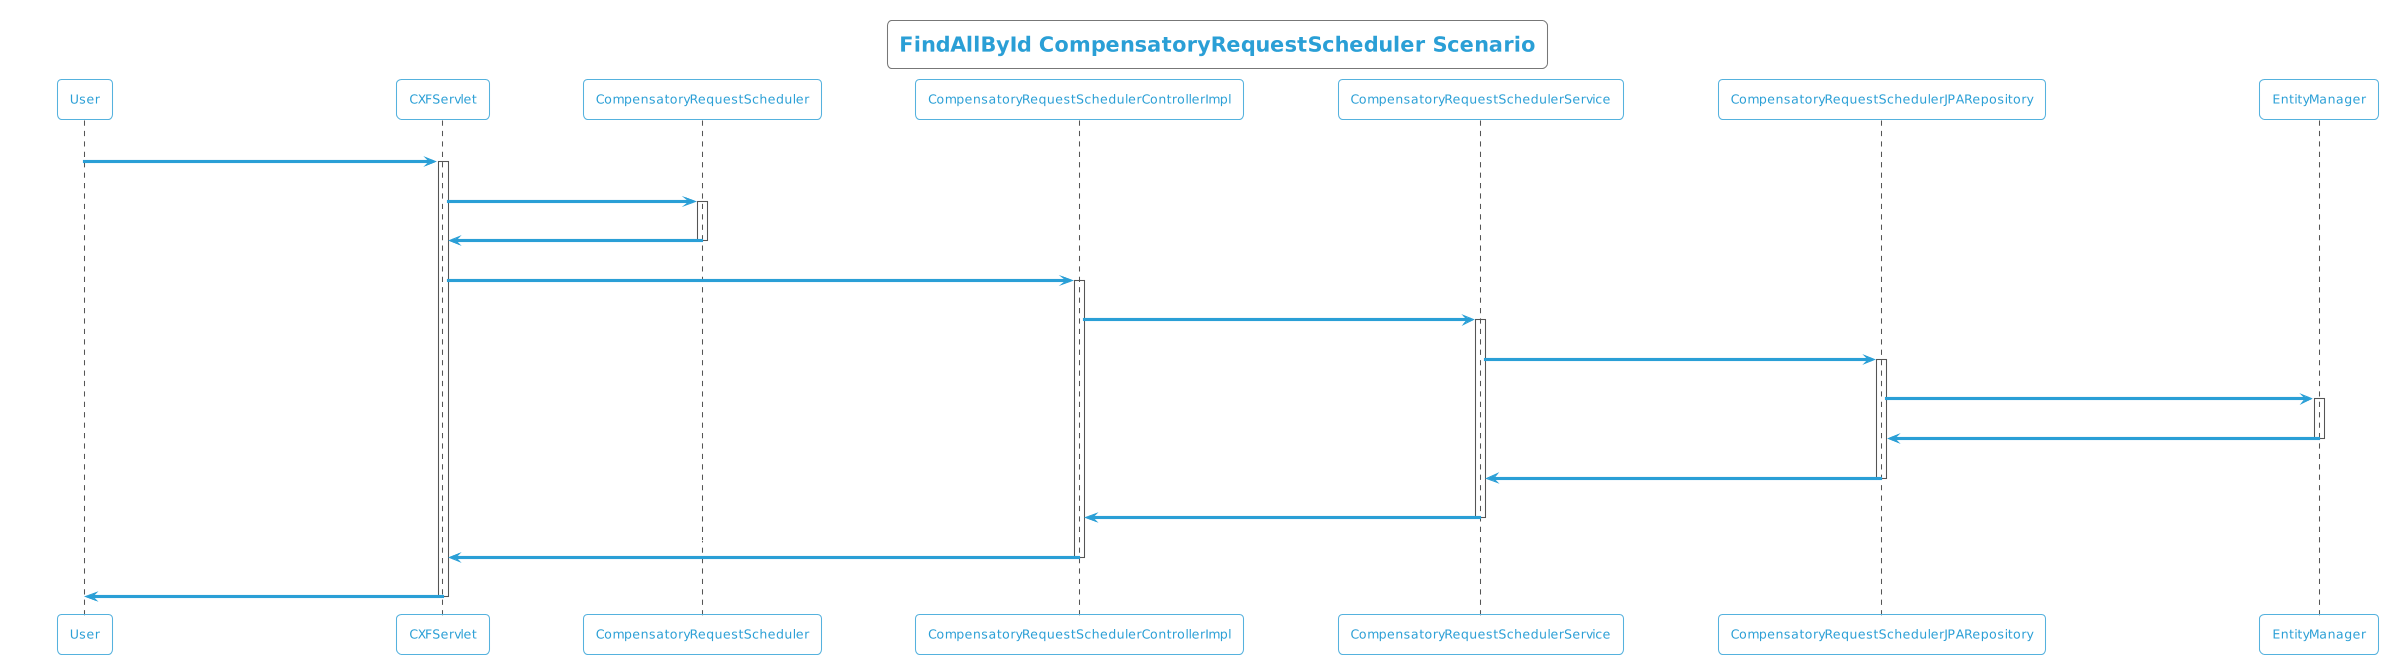 FindAllById CompensatoryRequestScheduler Scenario
User
CXFServlet
CompensatoryRequestScheduler
CompensatoryRequestSchedulerControllerImpl
CompensatoryRequestSchedulerService
CompensatoryRequestSchedulerJPARepository
EntityManager
User
CXFServlet
CompensatoryRequestScheduler
CompensatoryRequestSchedulerControllerImpl
CompensatoryRequestSchedulerService
CompensatoryRequestSchedulerJPARepository
EntityManager